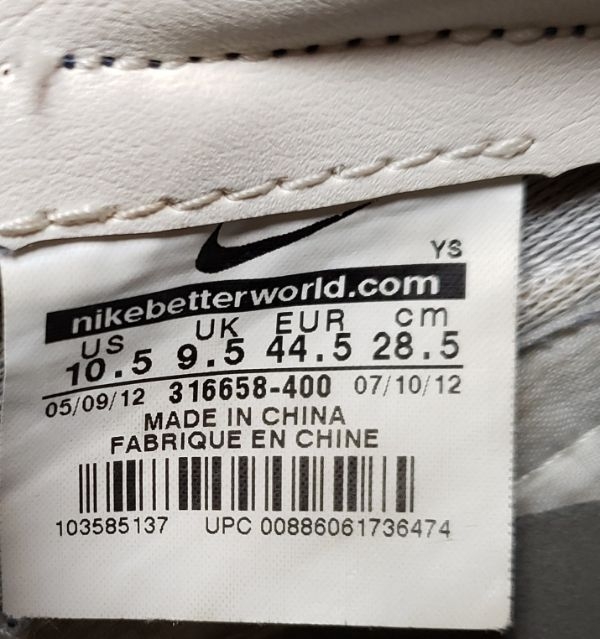 YS
nikebetterworld.com
US UK EUR cm
10.5 9.5 44.5 28.5
05/09/12 316658-400 07/10/12
MADE IN CHINA
FABRIQUE EN CHINE
103585137 UPC 00886061736474